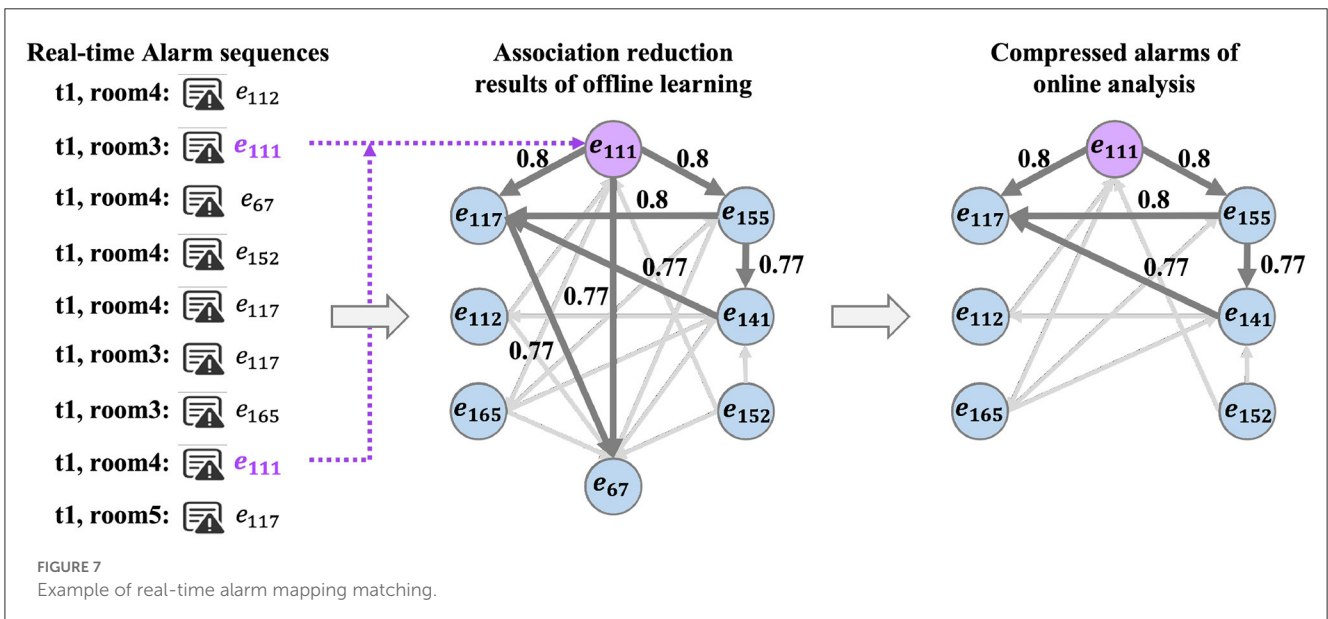 Real-time Alarm sequences
t1, room4: e112
t1, room3: e111
t1, room4: e67
t1, room4: e152
t1, room4: e117
t1, room3: e117
t1, room3: e165
t1, room4: e111
t1, room5: e117
Association reduction
results of offline learning
e111
0.8 0.8
e117 0.8 e155
0.77 0.77
e112 0.77 e141
0.77
e165 e152
e67
Compressed alarms of
online analysis
e111
0.8 0.8
e117 0.8 e155
0.77 0.77
e112 e141
e165 e152
FIGURE 7
Example of real-time alarm mapping matching.